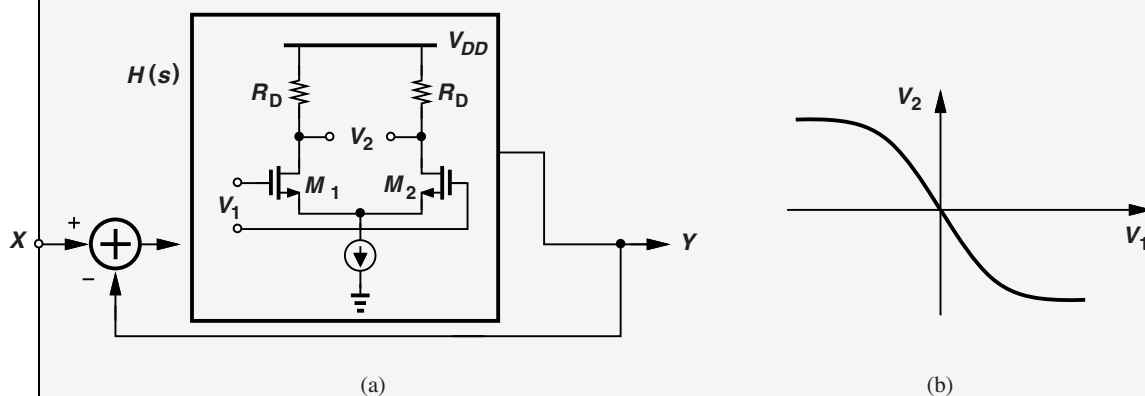 V_DD
H(s)
R_D R_D
V_2
M_1 M_2
V_1
X + − + Y
(a)
V_2
V_1
(b)